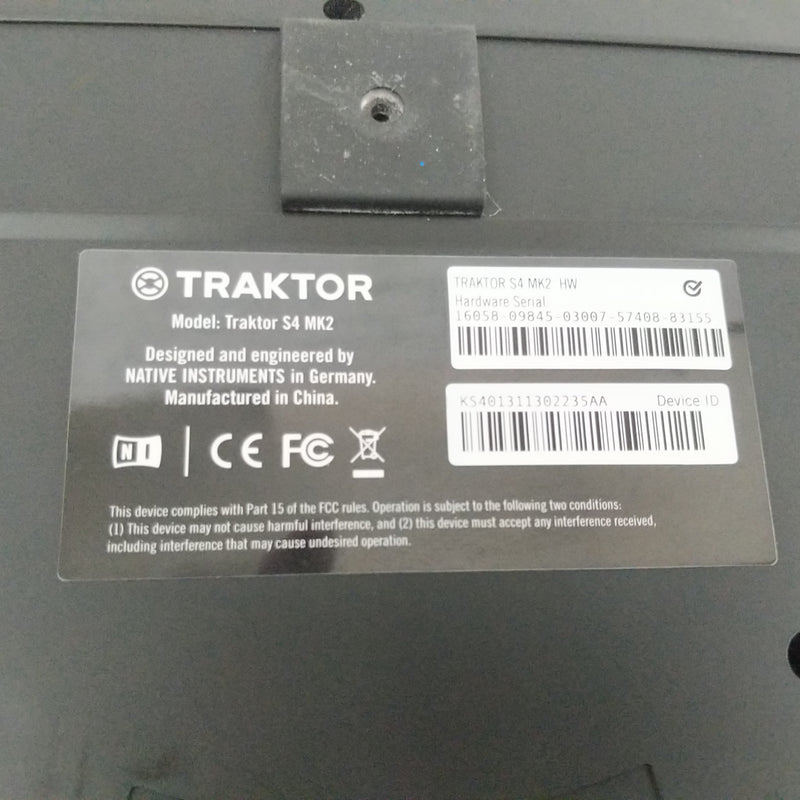 TRAKTOR
Model: Traktor S4 MK2
Designed and engineered by
NATIVE INSTRUMENTS in Germany.
Manufactured in China.
NI
CE FC
This device complies with Part 15 of the FCC rules. Operation is subject to the following two conditions:
(1) This device may not cause harmful interference, and (2) this device must accept any interference received,
including interference that may cause undesired operation.
TRAKTOR S4 MK2 HW
Hardware Serial
16058-09845-03007-57408-83155
KS401311302235AA Device ID